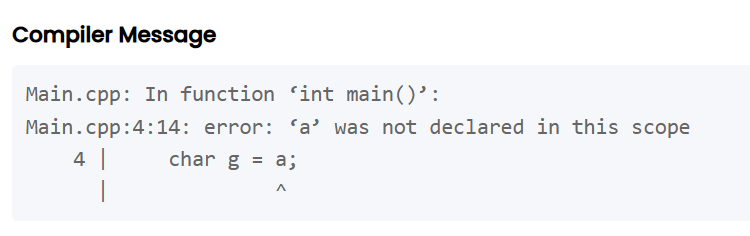 Compiler Message
Main.cpp: In function ‘int main()’:
Main.cpp:4:14: error: ‘a’ was not declared in this scope
    4 |     char g = a;
      |              ^